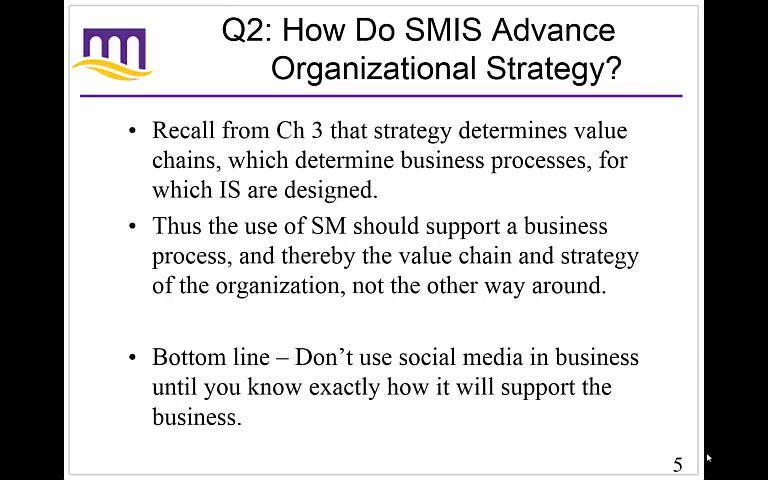 Q2: How Do SMIS Advance
Organizational Strategy?
• Recall from Ch 3 that strategy determines value
chains, which determine business processes, for
which IS are designed.
• Thus the use of SM should support a business
process, and thereby the value chain and strategy
of the organization, not the other way around.
• Bottom line – Don’t use social media in business
until you know exactly how it will support the
business.
5